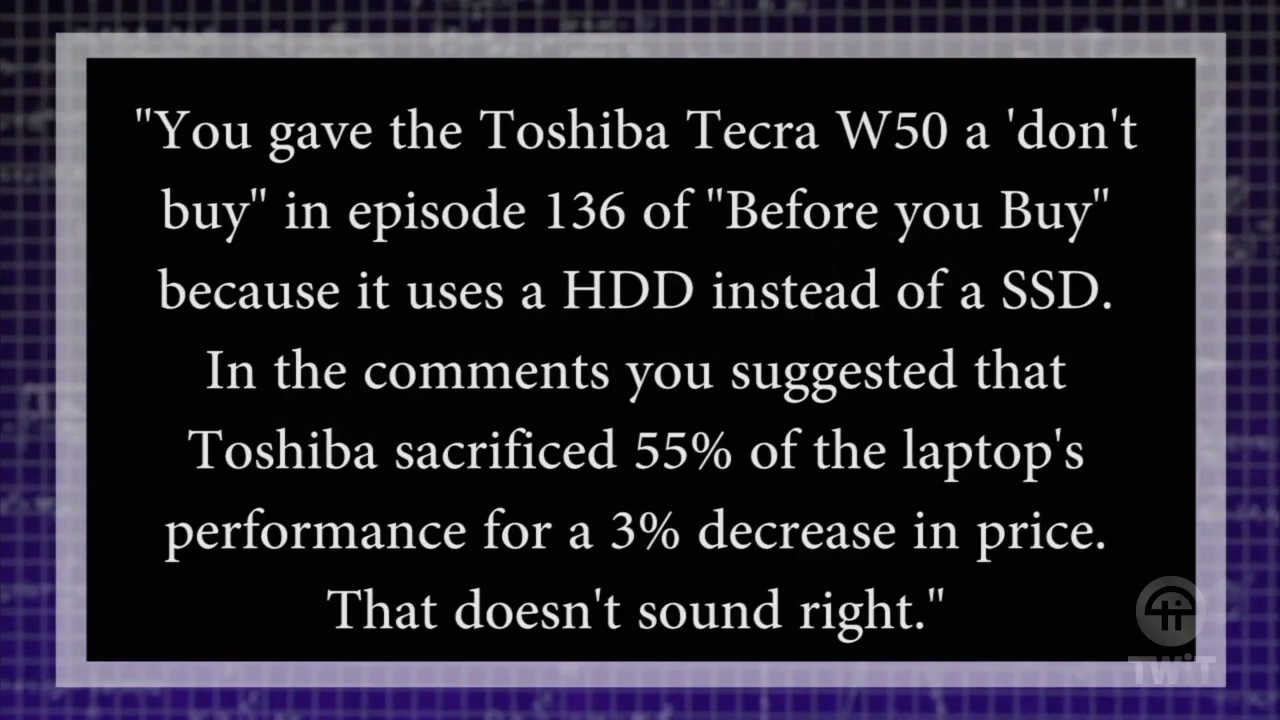 "You gave the Toshiba Tecra W50 a 'don't
buy" in episode 136 of "Before you Buy"
because it uses a HDD instead of a SSD.
In the comments you suggested that
Toshiba sacrificed 55% of the laptop's
performance for a 3% decrease in price.
That doesn't sound right."
TWiT